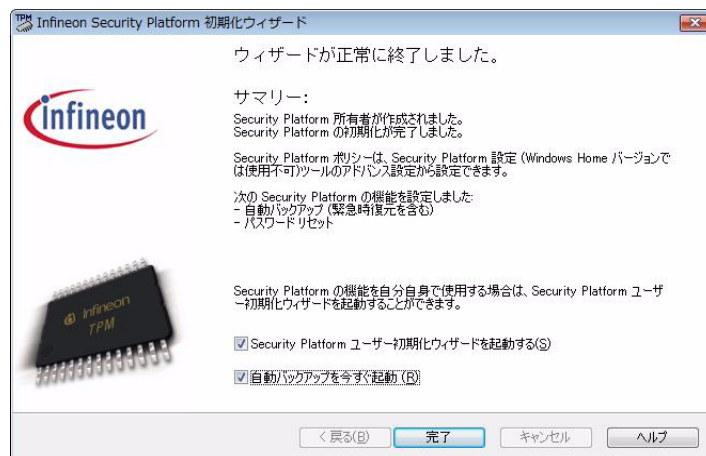 TPM
Infineon Security Platform 初期化ウィザード
ウィザードが正常に終了しました。
infineon
サマリー:
Security Platform 所有者が作成されました。
Security Platform の初期化が完了しました。
Security Platform ポリシーは、Security Platform 設定 (Windows Home バージョンで
は使用不可)ツールのアドバンス設定から設定できます。
次の Security Platform の機能を設定しました:
- 自動バックアップ (緊急時復元を含む)
- パスワードリセット
infineon
TPM
Security Platform の機能を自分自身で使用する場合は、Security Platform ユーザ
ー初期化ウィザードを起動することができます。
Security Platform ユーザー初期化ウィザードを起動する(S)
自動バックアップを今すぐ起動 (R)
< 戻る(B)
完了
キャンセル
ヘルプ